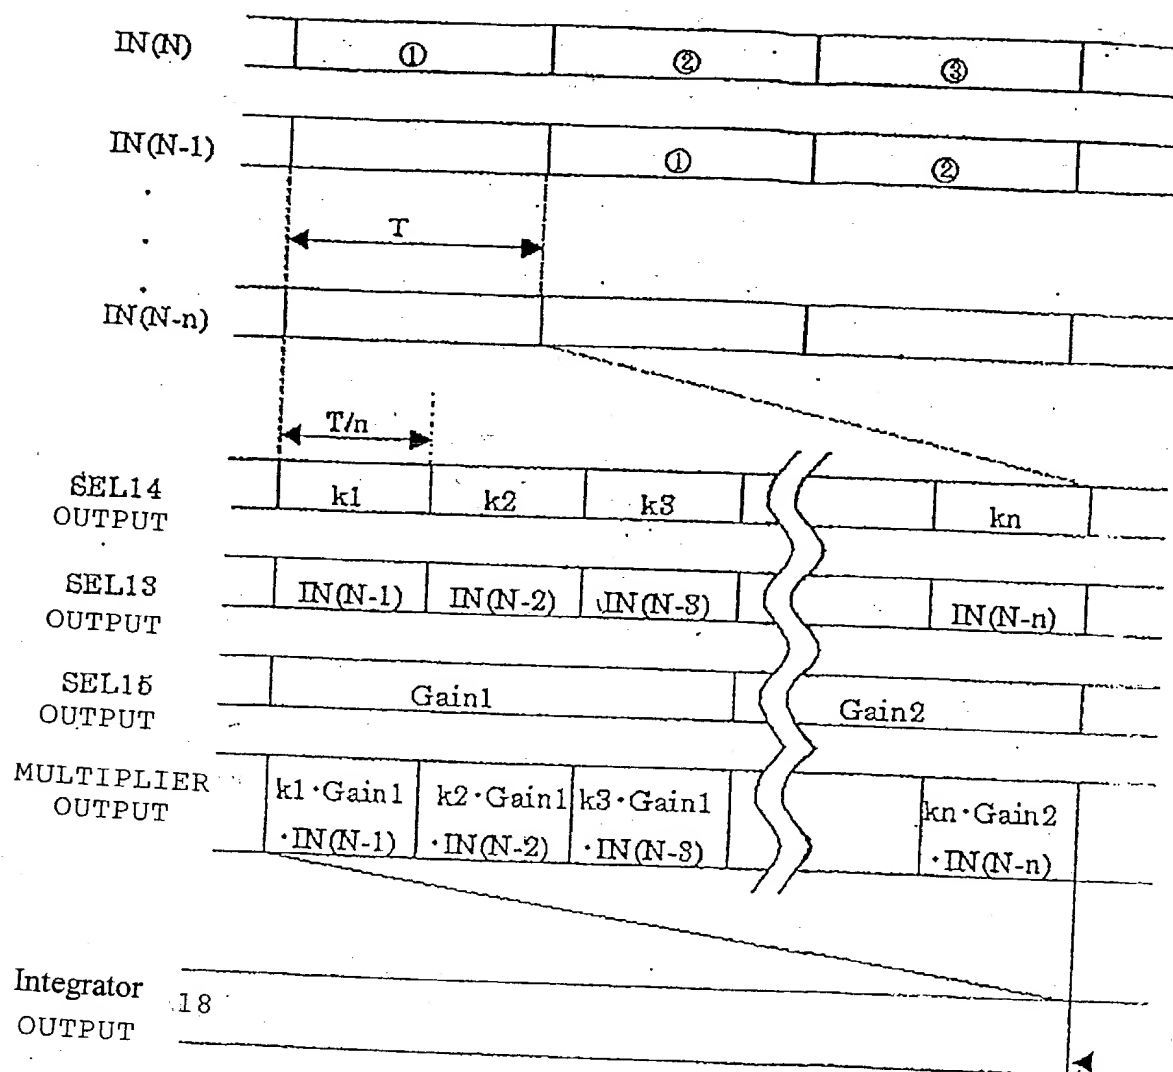 IN(N) ① ② ③
IN(N-1) ① ②
T
IN(N-n)
T/n
SEL14 OUTPUT k1 k2 k3 kn
SEL13 OUTPUT IN(N-1) IN(N-2) IN(N-3) IN(N-n)
SEL15 OUTPUT Gain1 Gain2
MULTIPLIER OUTPUT
k1·Gain1 ·IN(N-1)
k2·Gain1 ·IN(N-2)
k3·Gain1 ·IN(N-3)
kn·Gain2 ·IN(N-n)
Integrator 18
OUTPUT